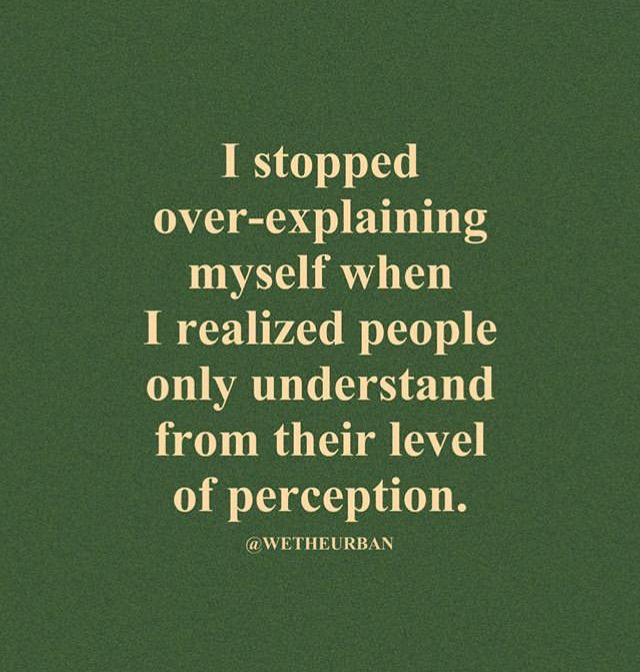 I stopped
over-explaining
myself when
I realized people
only understand
from their level
of perception.
@WETHEURBAN